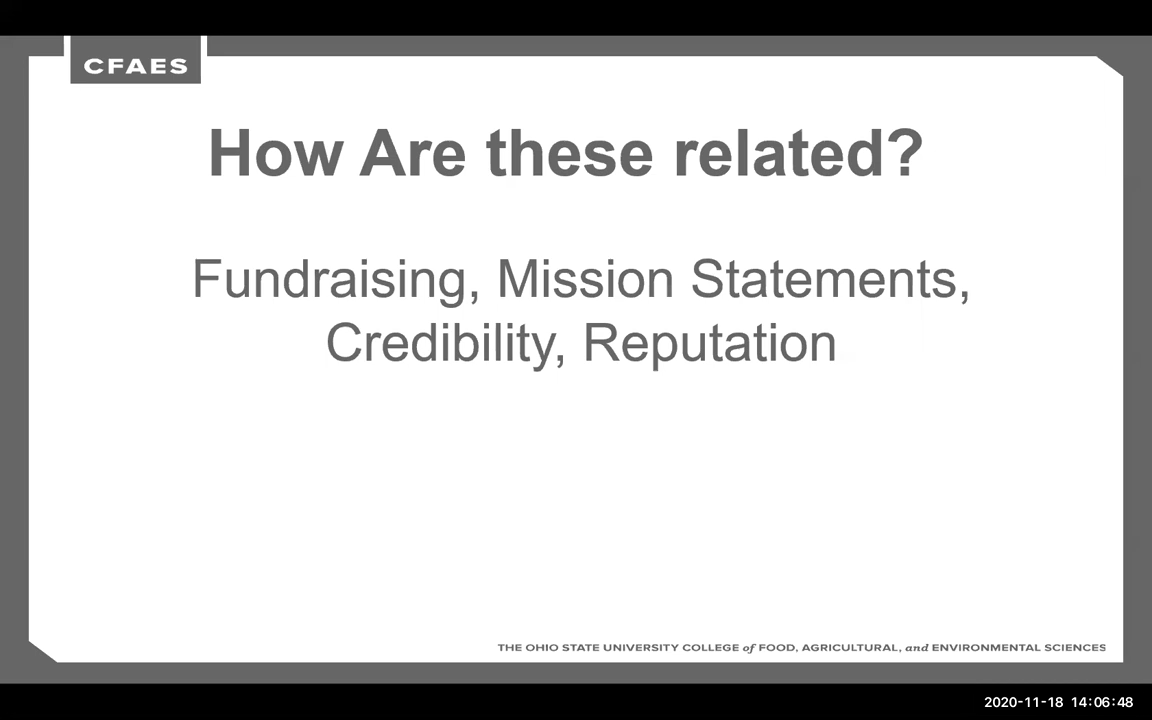 CFAES
How Are these related?
Fundraising, Mission Statements,
Credibility, Reputation
THE OHIO STATE UNIVERSITY COLLEGE of FOOD, AGRICULTURAL, and ENVIRONMENTAL SCIENCES
2020-11-18 14:06:48